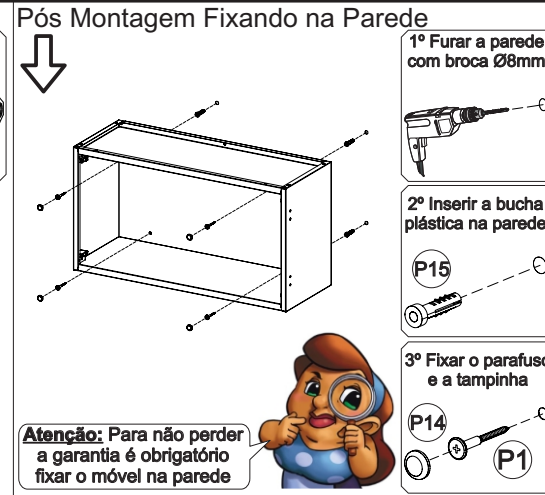 Pós Montagem Fixando na Parede
1º Furar a parede
com broca Ø8mm
2º Inserir a bucha
plástica na parede
P15
3º Fixar o parafuso
e a tampinha
P14
P1
Atenção: Para não perder
a garantia é obrigatório
fixar o móvel na parede